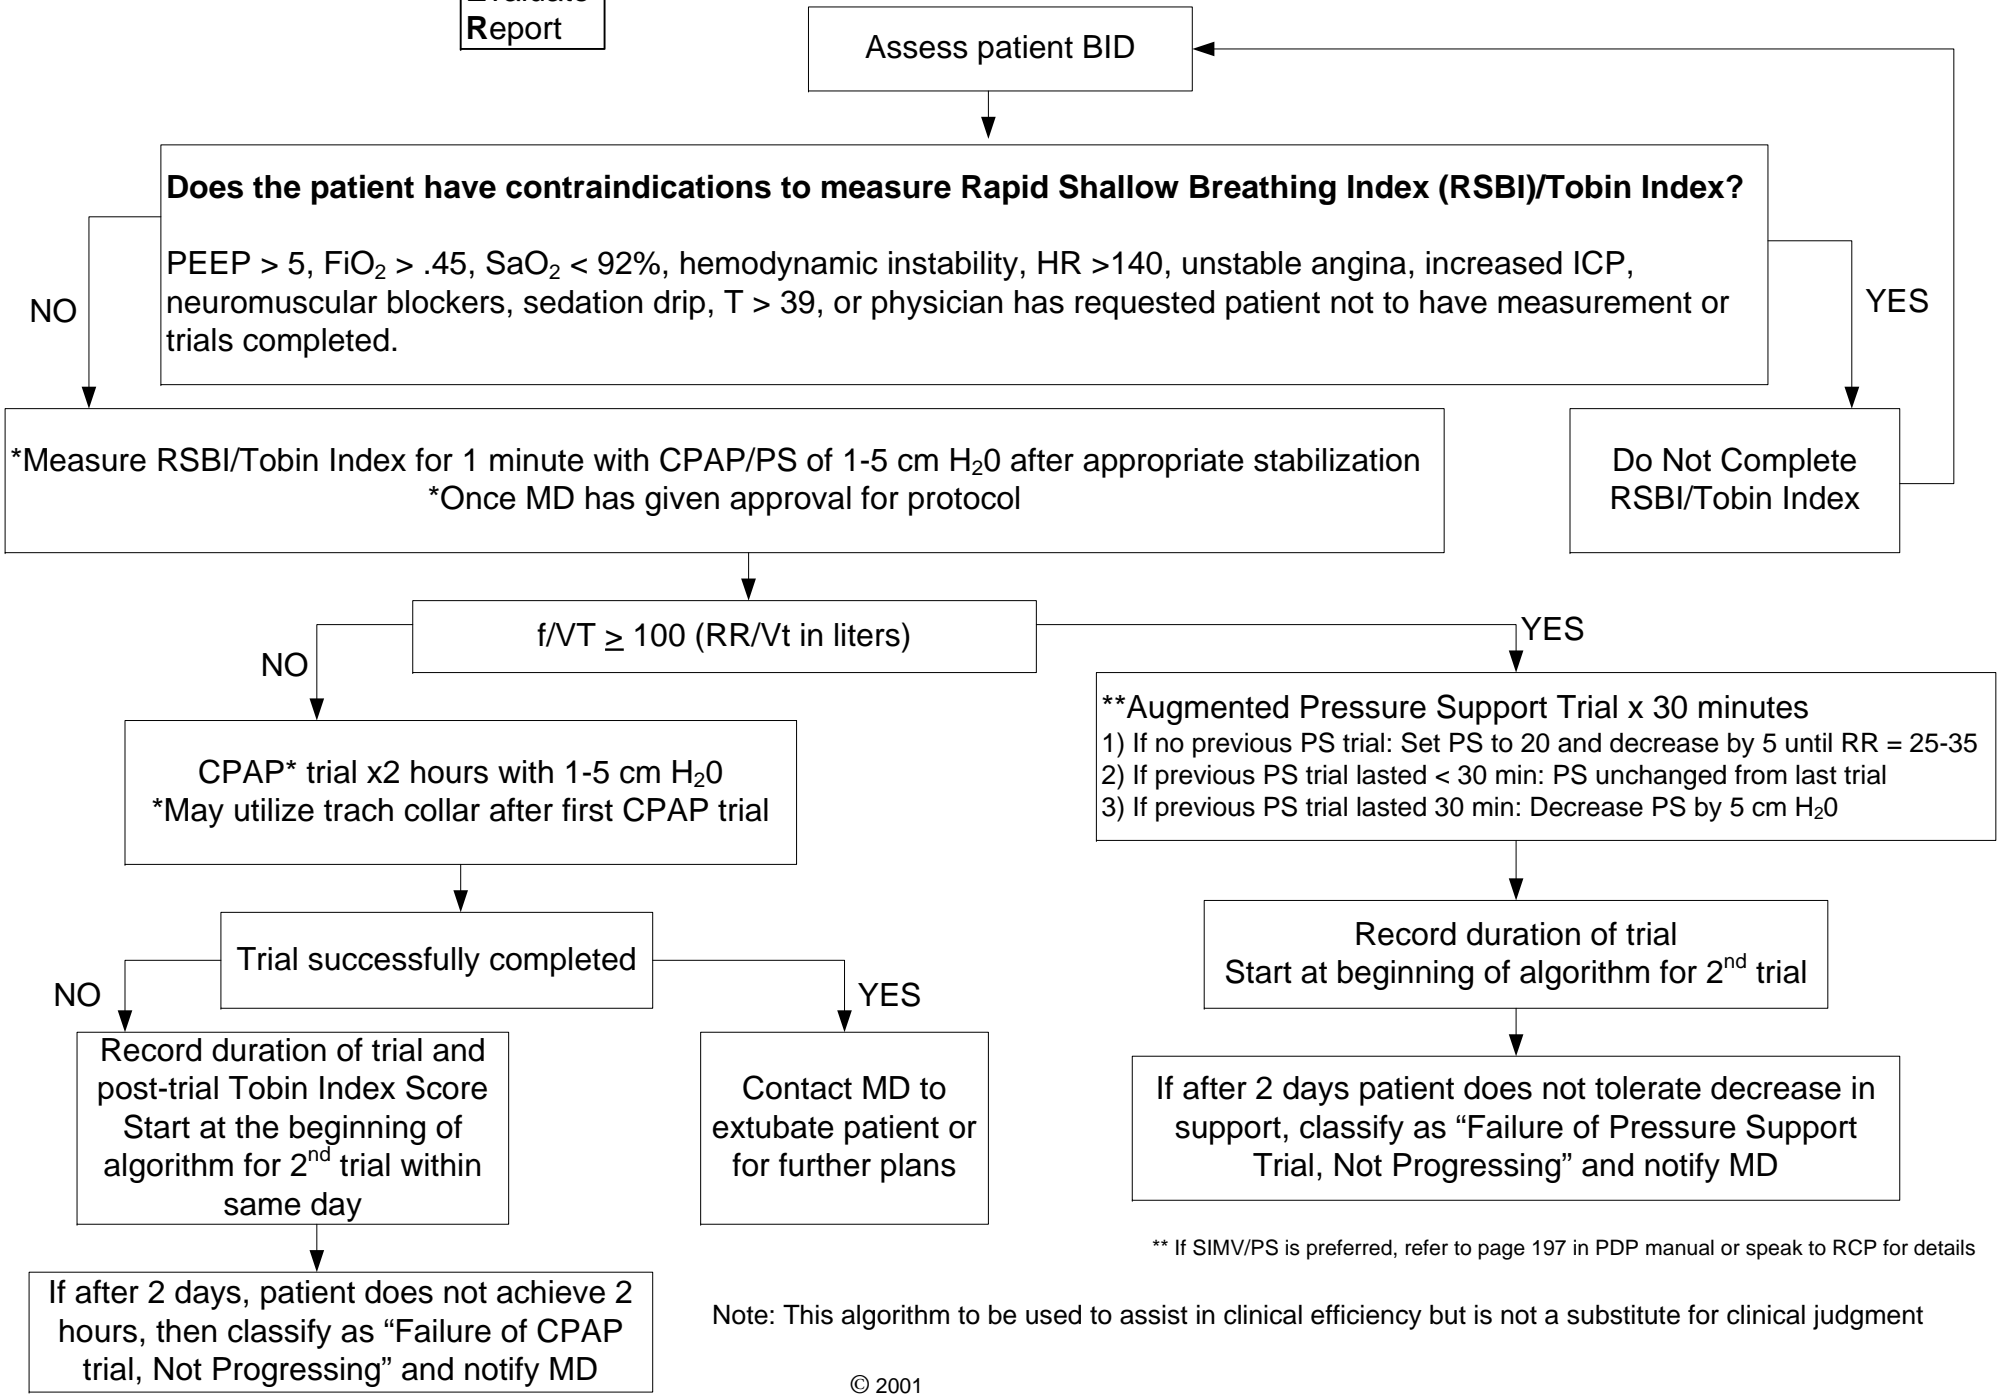 Report
Assess patient BID
Does the patient have contraindications to measure Rapid Shallow Breathing Index (RSBI)/Tobin Index?
PEEP > 5, FiO₂ > .45, SaO₂ < 92%, hemodynamic instability, HR >140, unstable angina, increased ICP,
neuromuscular blockers, sedation drip, T > 39, or physician has requested patient not to have measurement or
trials completed.
NO
YES
*Measure RSBI/Tobin Index for 1 minute with CPAP/PS of 1-5 cm H₂0 after appropriate stabilization
*Once MD has given approval for protocol
Do Not Complete
RSBI/Tobin Index
f/VT ≥ 100 (RR/Vt in liters)
NO
YES
CPAP* trial x2 hours with 1-5 cm H₂0
*May utilize trach collar after first CPAP trial
**Augmented Pressure Support Trial x 30 minutes
1) If no previous PS trial: Set PS to 20 and decrease by 5 until RR = 25-35
2) If previous PS trial lasted < 30 min: PS unchanged from last trial
3) If previous PS trial lasted 30 min: Decrease PS by 5 cm H₂0
Trial successfully completed
NO
YES
Record duration of trial
Start at beginning of algorithm for 2nd trial
Record duration of trial and
post-trial Tobin Index Score
Start at the beginning of
algorithm for 2nd trial within
same day
Contact MD to
extubate patient or
for further plans
If after 2 days patient does not tolerate decrease in
support, classify as “Failure of Pressure Support
Trial, Not Progressing” and notify MD
** If SIMV/PS is preferred, refer to page 197 in PDP manual or speak to RCP for details
If after 2 days, patient does not achieve 2
hours, then classify as “Failure of CPAP
trial, Not Progressing” and notify MD
Note: This algorithm to be used to assist in clinical efficiency but is not a substitute for clinical judgment
© 2001